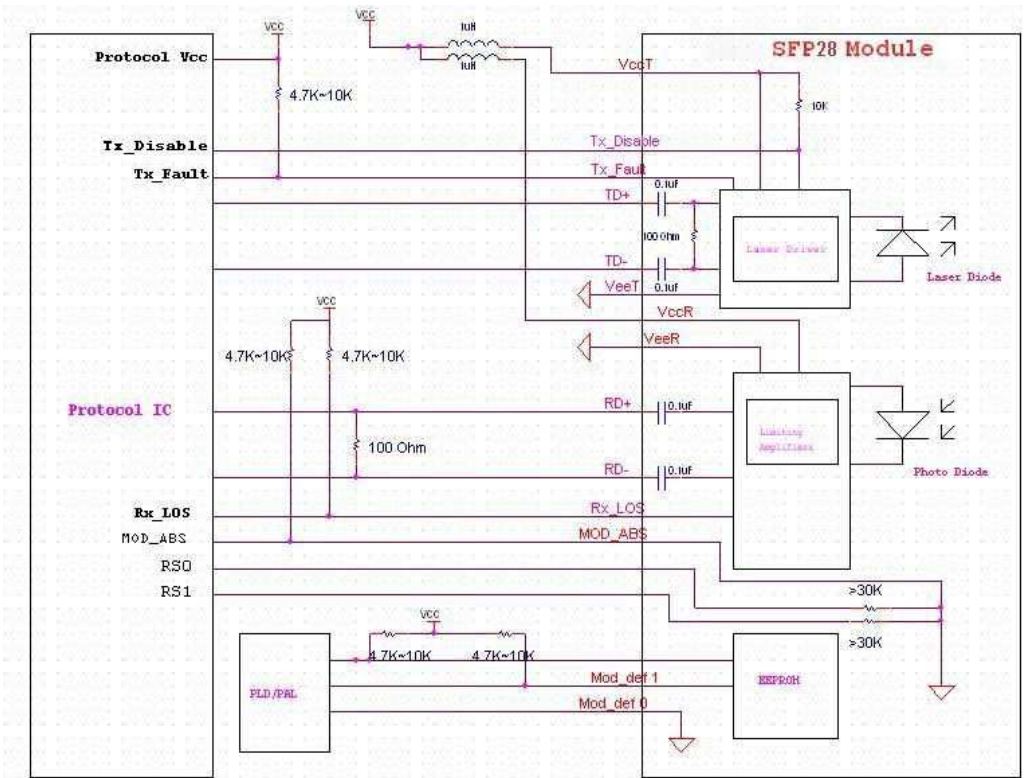 VCC
VCC
1uH
1uH
SFP28 Module
Protocol Vcc
VccT
4.7K~10K
10K
Tx_Disable
Tx_Disable
Tx_Fault
Tx_Fault
0.1uF
TD+
100 Ohm
Laser Driver
TD-
0.1uF
Laser Diode
VeeT
VCC
VccR
VeeR
4.7K~10K
4.7K~10K
Protocol IC
RD+
0.1uF
100 Ohm
Limiting
Amplifier
RD-
0.1uF
Photo Diode
Rx_LOS
Rx_LOS
MOD_ABS
MOD_ABS
RS0
RS1
>30K
VCC
>30K
4.7K~10K
4.7K~10K
PLD/PAL
Mod_def 1
EEPROM
Mod_def 0